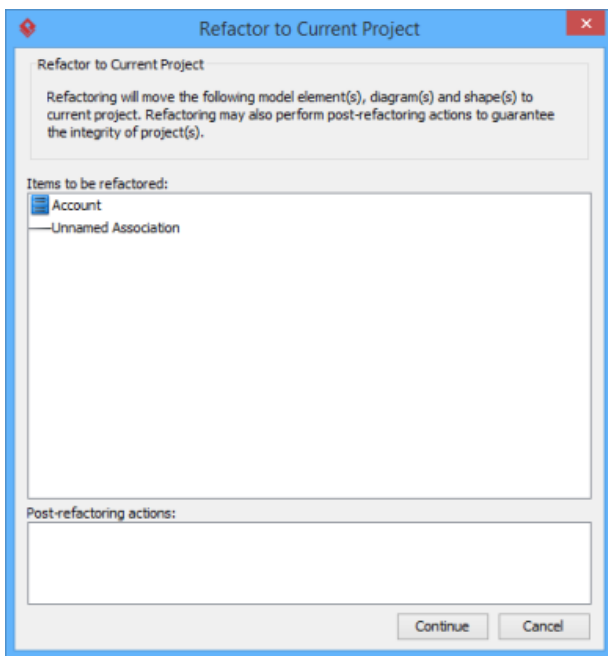 Refactor to Current Project
Refactor to Current Project
Refactoring will move the following model element(s), diagram(s) and shape(s) to
current project. Refactoring may also perform post-refactoring actions to guarantee
the integrity of project(s).
Items to be refactored:
Account
Unnamed Association
Post-refactoring actions:
Continue Cancel